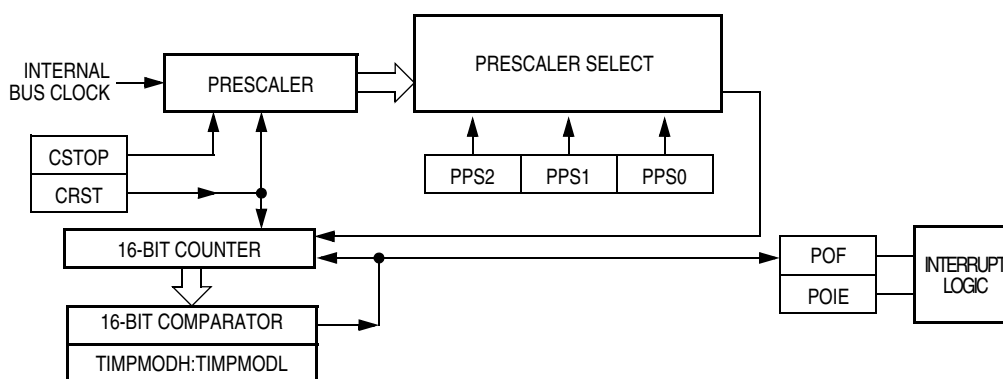 INTERNAL
BUS CLOCK
PRESCALER
PRESCALER SELECT
CSTOP
CRST
PPS2
PPS1
PPS0
16-BIT COUNTER
16-BIT COMPARATOR
TIMPMODH:TIMPMODL
POF
POIE
INTERRUPT
LOGIC